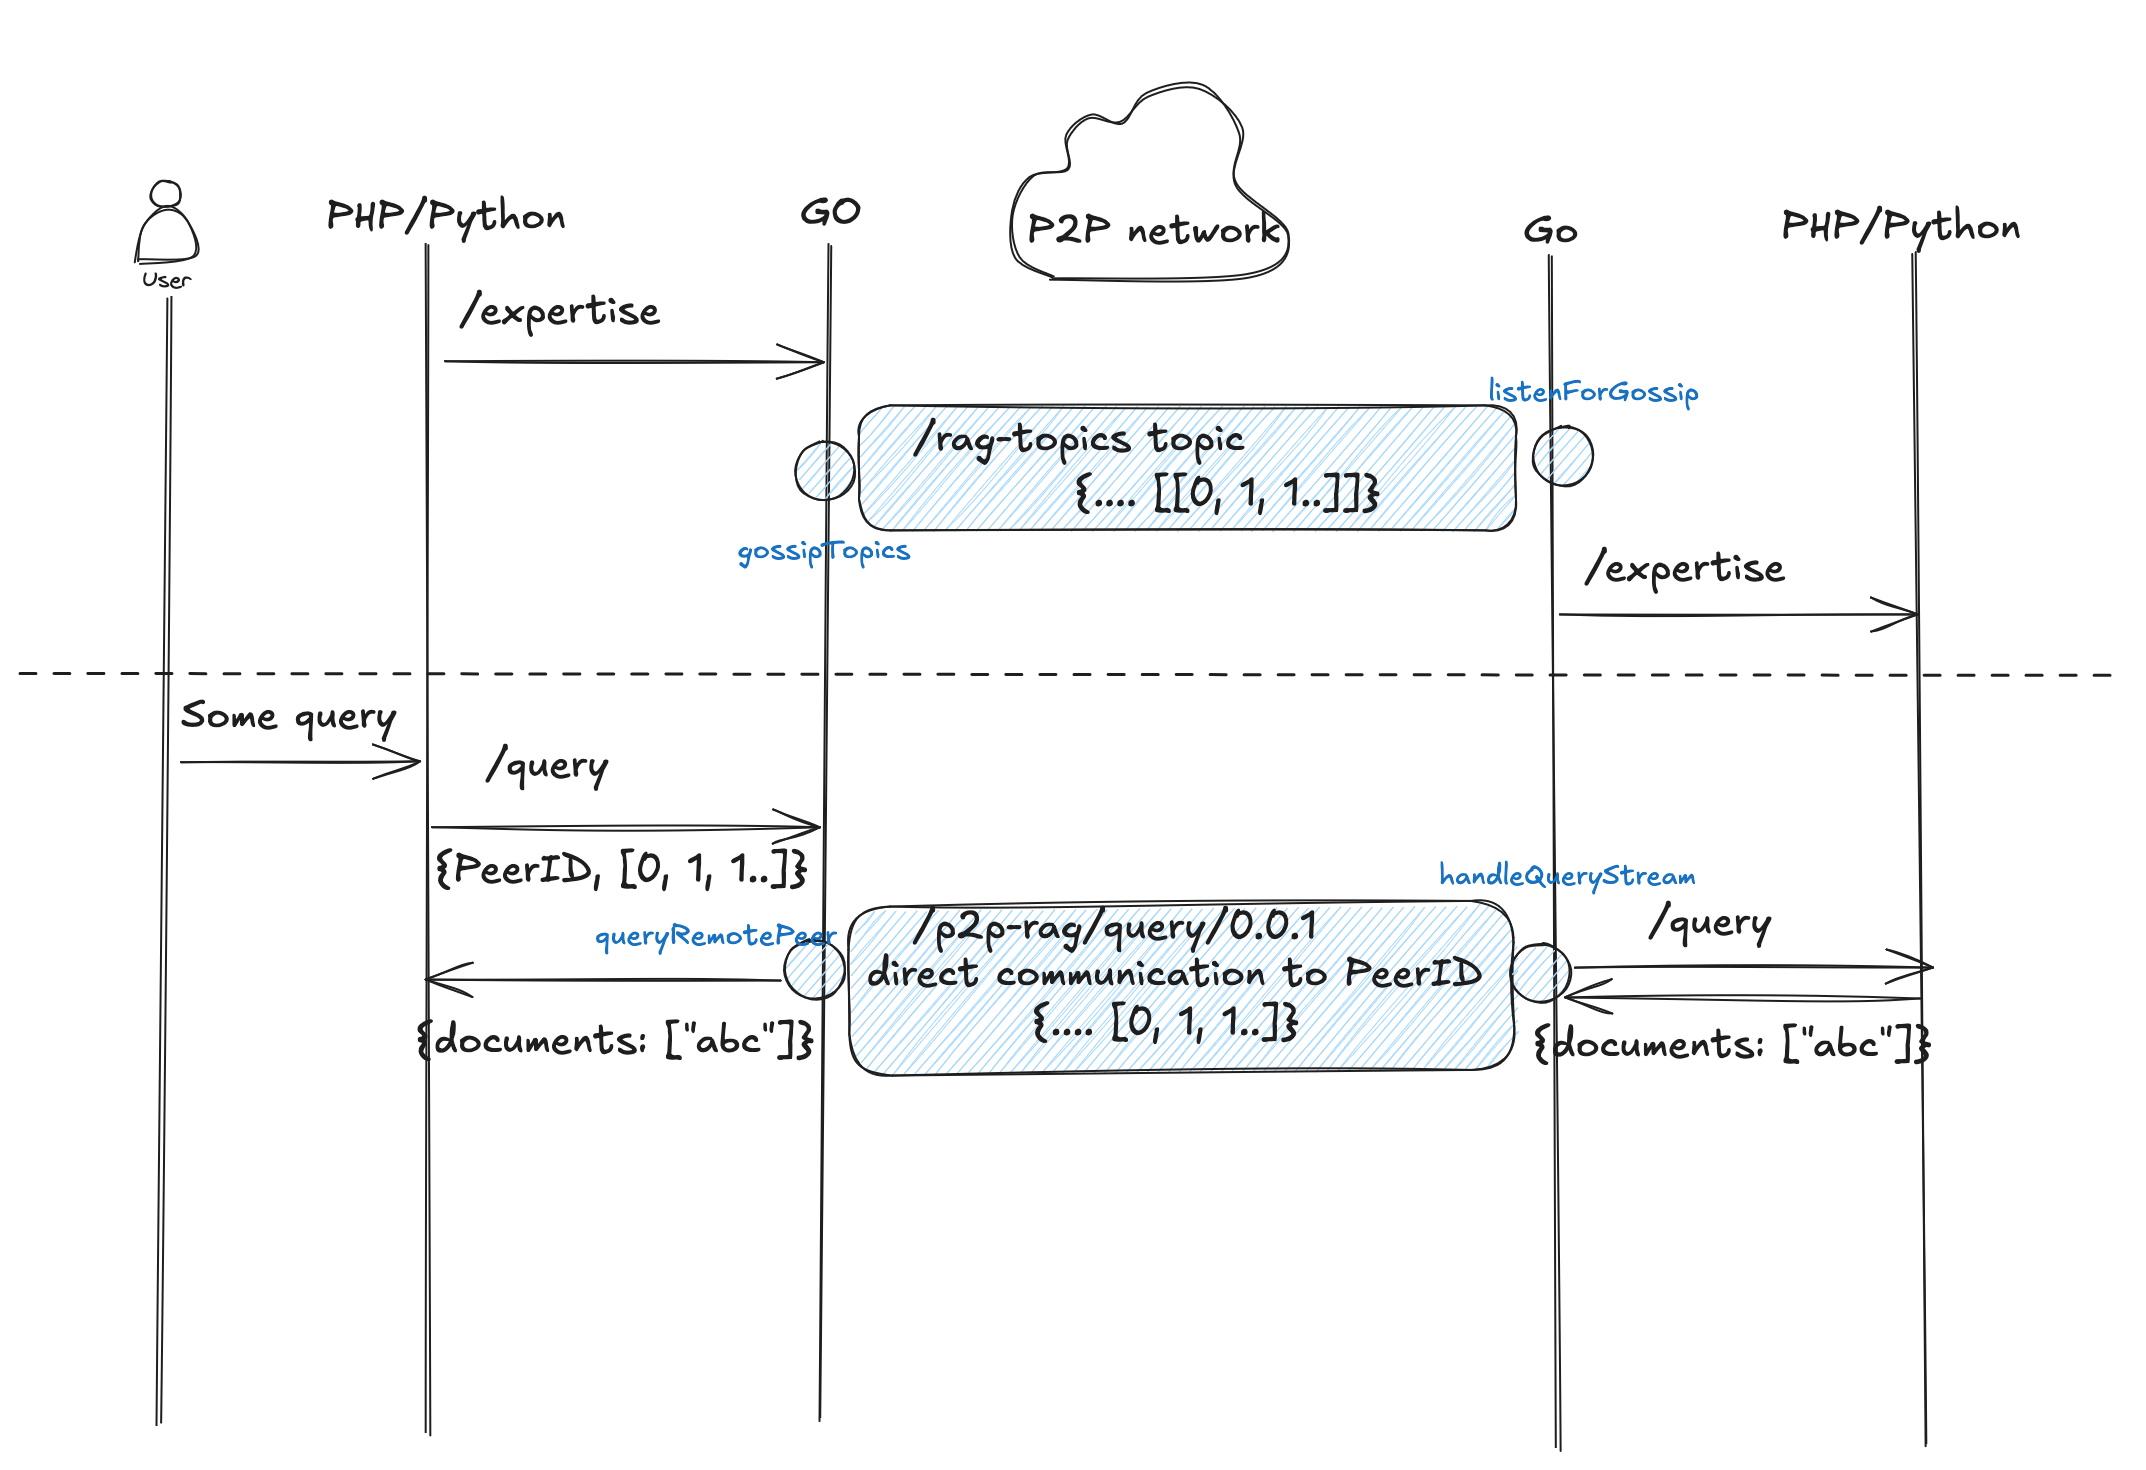 User
PHP/Python
GO
P2P network
Go
PHP/Python
/expertise
listenForGossip
/rag-topics topic
{.... [[0, 1, 1..]]}
gossipTopics
/expertise
Some query
/query
{PeerID, [0, 1, 1..]}
handleQueryStream
queryRemotePeer
/p2p-rag/query/0.0.1
direct communication to PeerID
{.... [0, 1, 1..]}
/query
{documents: ["abc"]}
{documents: ["abc"]}